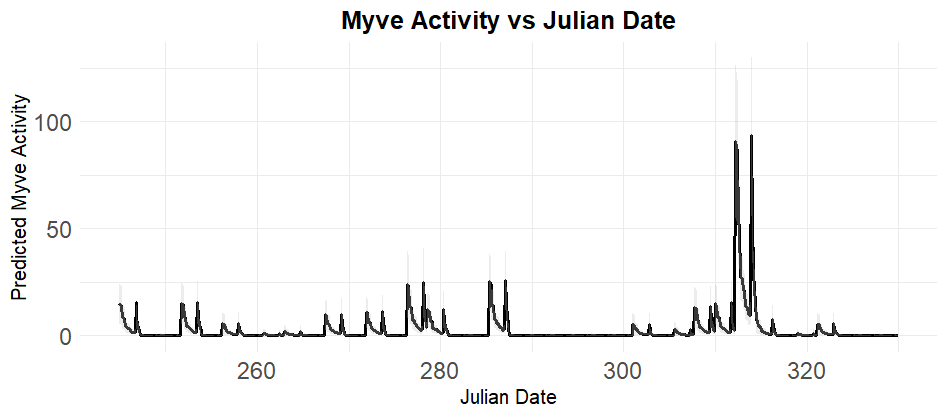 Myve Activity vs Julian Date
Predicted Myve Activity
100
50
0
260 280 300 320
Julian Date